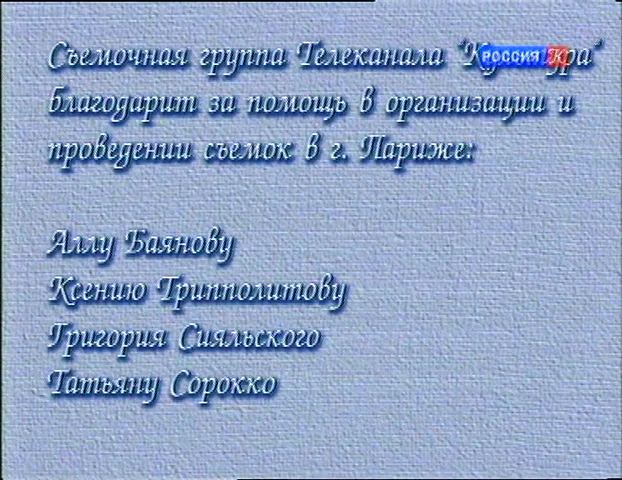 Съемочная группа Телеканала "Культура"
РОССИЯ К
благодарит за помощь в организации и
проведении съемок в г. Париже:
Аллу Баянову
Ксению Трипполитову
Григория Сияльского
Татьяну Сорокко